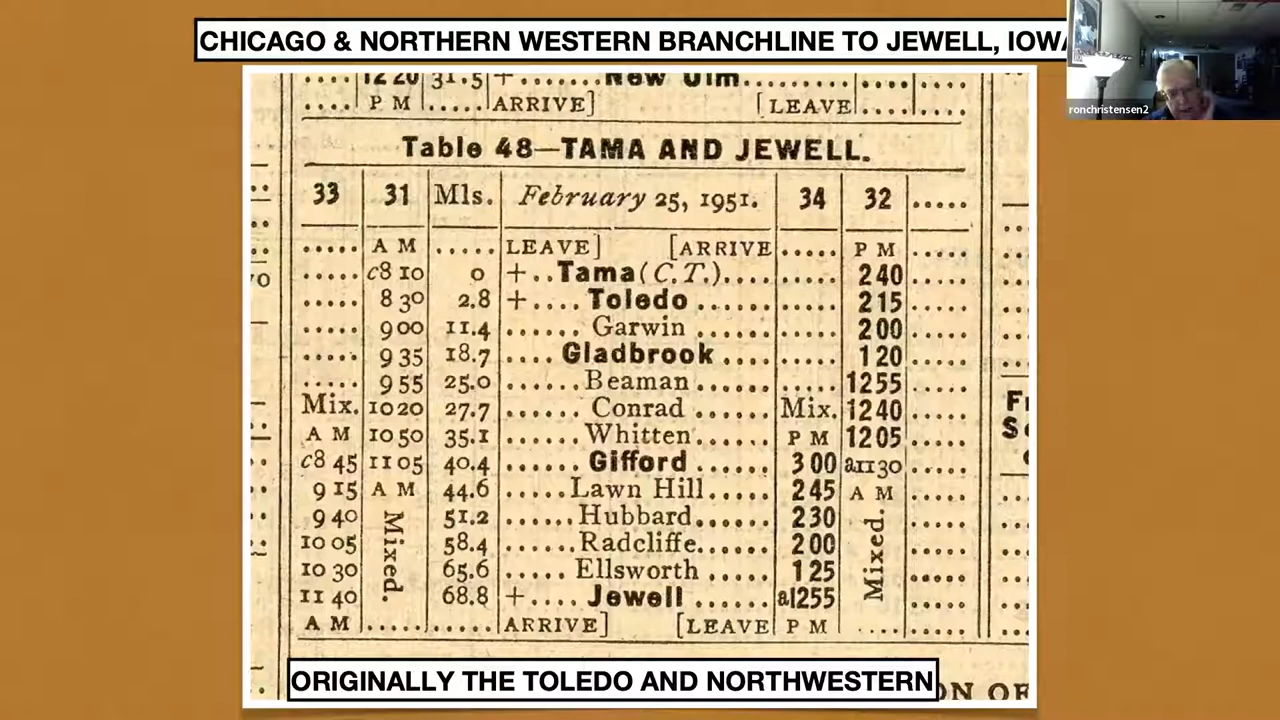 CHICAGO & NORTHERN WESTERN BRANCHLINE TO JEWELL, IOWA
ronchristensen2
.... 12 20 31.5 +.......New Ulm.......
.... P M ..... ARRIVE] [LEAVE ....
Table 48—TAMA AND JEWELL.
33 31 Mls. February 25, 1951. 34 32 .....
..... A M ..... LEAVE] [ARRIVE ..... P M
..... c8 10 0 +..Tama(C.T.)..... ..... 2 40 .....
..... 8 30 2.8 +....Toledo....... ..... 2 15 .....
..... 9 00 11.4 ......Garwin....... ..... 2 00 .....
..... 9 35 18.7 ....Gladbrook.... ..... 1 20 .....
..... 9 55 25.0 ......Beaman...... ..... 12 55 .....
Mix. 10 20 27.7 ......Conrad...... Mix. 12 40 .....
A M 10 50 35.1 ......Whitten...... P M 12 05 .....
c8 45 11 05 40.4 ......Gifford...... 3 00 a11 30 .....
9 15 A M 44.6 .....Lawn Hill..... 2 45 A M .....
9 40 Mixed. 51.2 ......Hubbard...... 2 30 Mixed. .....
10 05 58.4 ......Radcliffe...... 2 00 .....
10 30 65.6 .....Ellsworth..... 1 25 .....
11 40 68.8 +....Jewell...... a12 55 .....
A M ..... ..... ARRIVE] [LEAVE P M .... .....
ORIGINALLY THE TOLEDO AND NORTHWESTERN